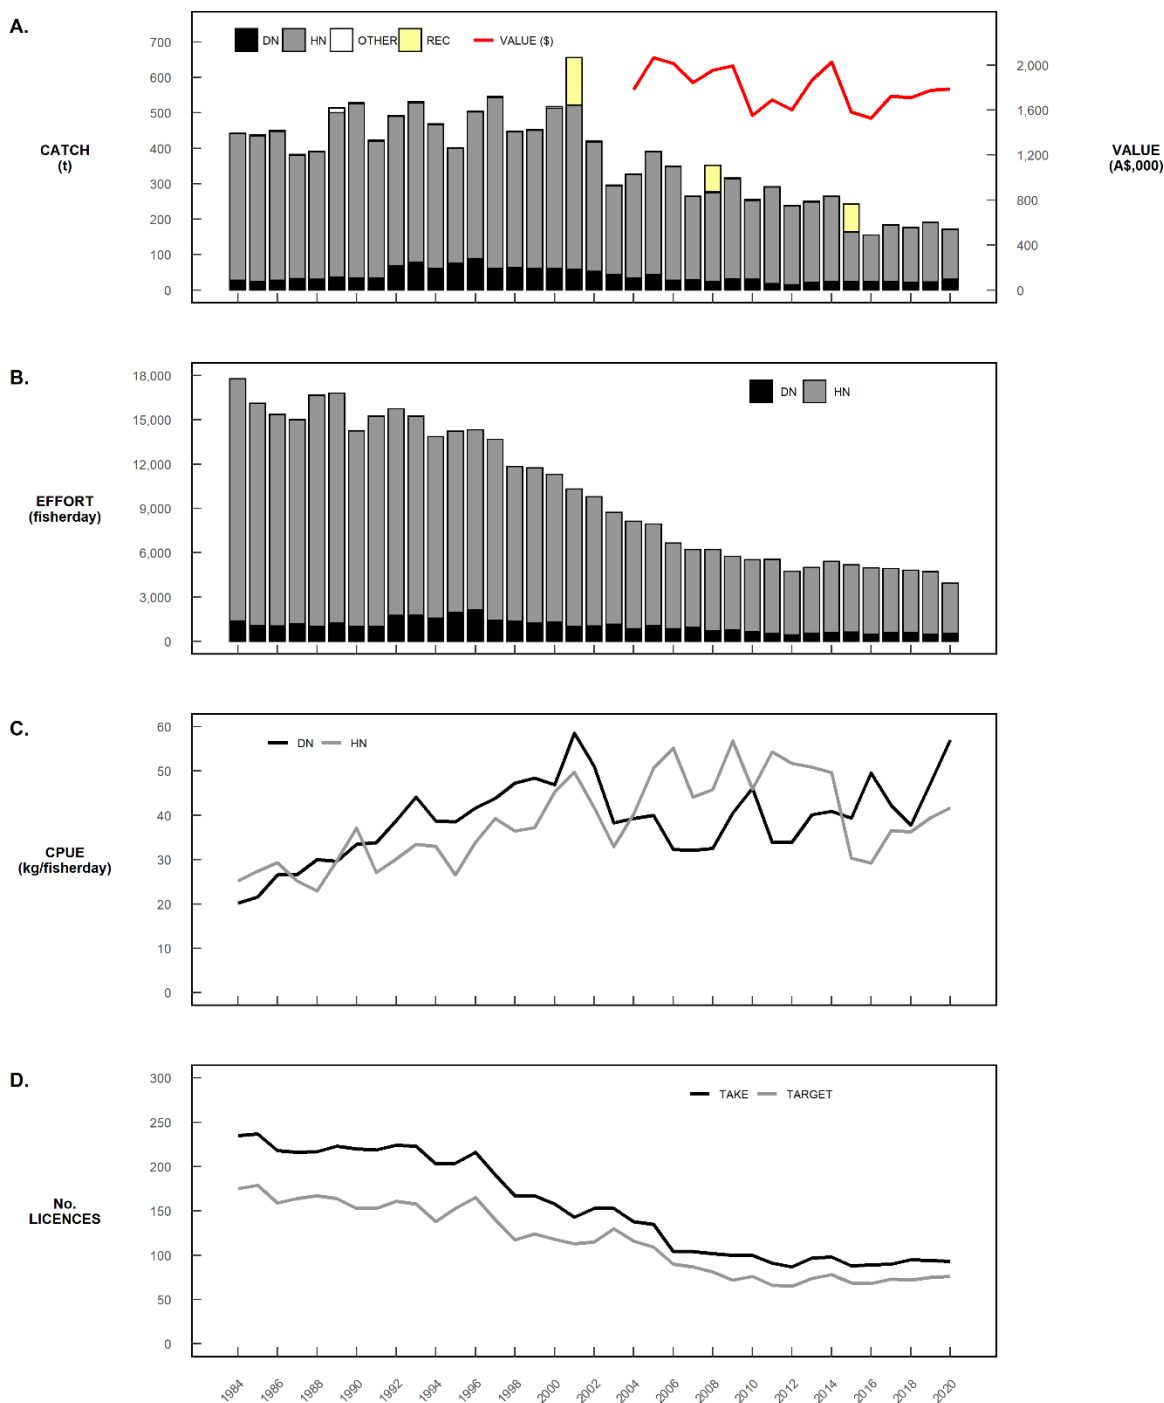 A.
DN HN OTHER REC VALUE ($)
700
600
500
400
300
200
100
0
CATCH
(t)
2,000
1,600
1,200
800
400
0
VALUE
(A$,000)
B.
DN HN
18,000
15,000
12,000
9,000
6,000
3,000
0
EFFORT
(fisherday)
C.
DN HN
60
50
40
30
20
10
0
CPUE
(kg/fisherday)
D.
TAKE TARGET
300
250
200
150
100
50
0
No.
LICENCES
1984 1986 1988 1990 1992 1994 1996 1998 2000 2002 2004 2006 2008 2010 2012 2014 2016 2018 2020